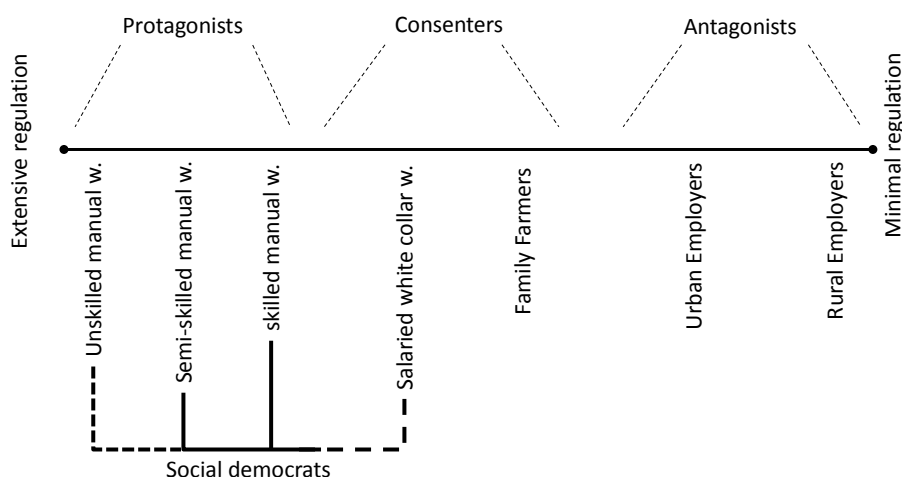 Protagonists
Consenters
Antagonists
Extensive regulation
Minimal regulation
Unskilled manual w.
Semi-skilled manual w.
skilled manual w.
Salaried white collar w.
Family Farmers
Urban Employers
Rural Employers
Social democrats